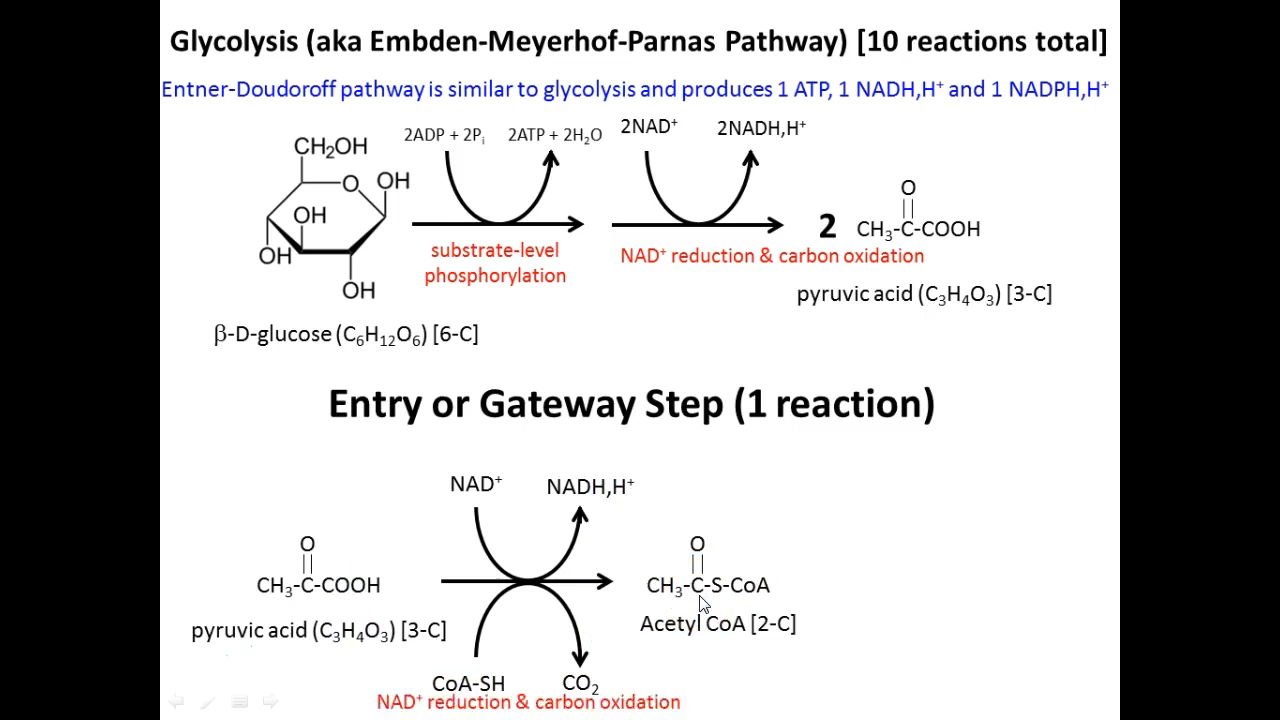 Glycolysis (aka Embden-Meyerhof-Parnas Pathway) [10 reactions total]
Entner-Doudoroff pathway is similar to glycolysis and produces 1 ATP, 1 NADH,H⁺ and 1 NADPH,H⁺
2ADP + 2Pᵢ 2ATP + 2H₂O 2NAD⁺ 2NADH,H⁺
CH₂OH
O OH
OH
OH
OH
substrate-level
phosphorylation
NAD⁺ reduction & carbon oxidation
O
||
2 CH₃-C-COOH
pyruvic acid (C₃H₄O₃) [3-C]
β-D-glucose (C₆H₁₂O₆) [6-C]
Entry or Gateway Step (1 reaction)
NAD⁺ NADH,H⁺
O
||
CH₃-C-COOH
pyruvic acid (C₃H₄O₃) [3-C]
O
||
CH₃-C-S-CoA
Acetyl CoA [2-C]
CoA-SH CO₂
NAD⁺ reduction & carbon oxidation